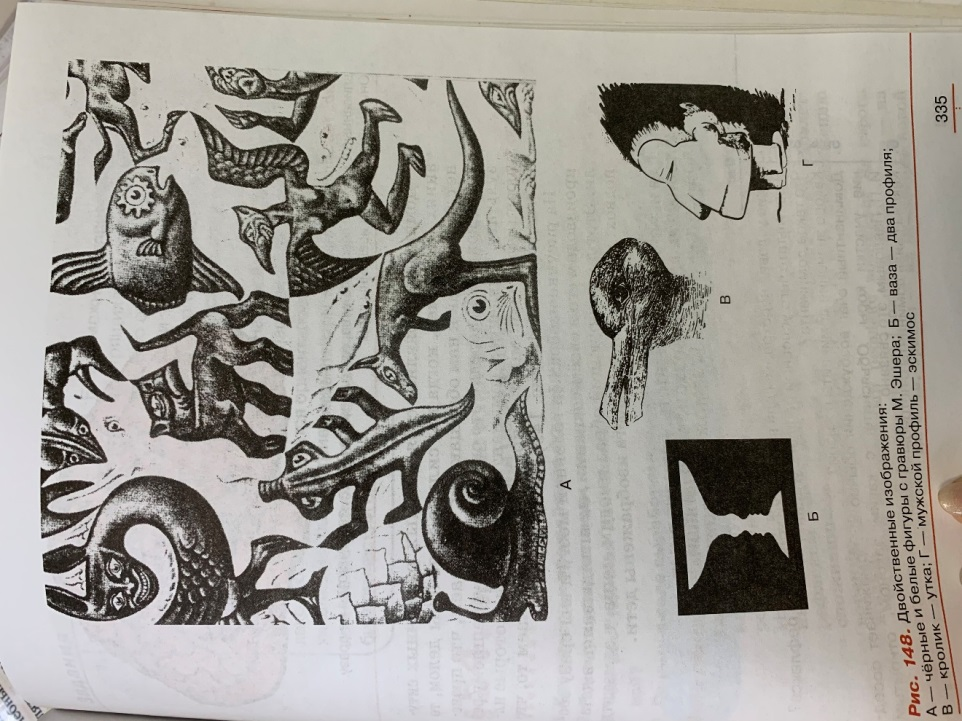 А
Б
В
Г
Рис. 148. Двойственные изображения:
А — чёрные и белые фигуры с гравюры М. Эшера; Б — ваза — два профиля;
В — кролик — утка; Г — мужской профиль — эскимос
335